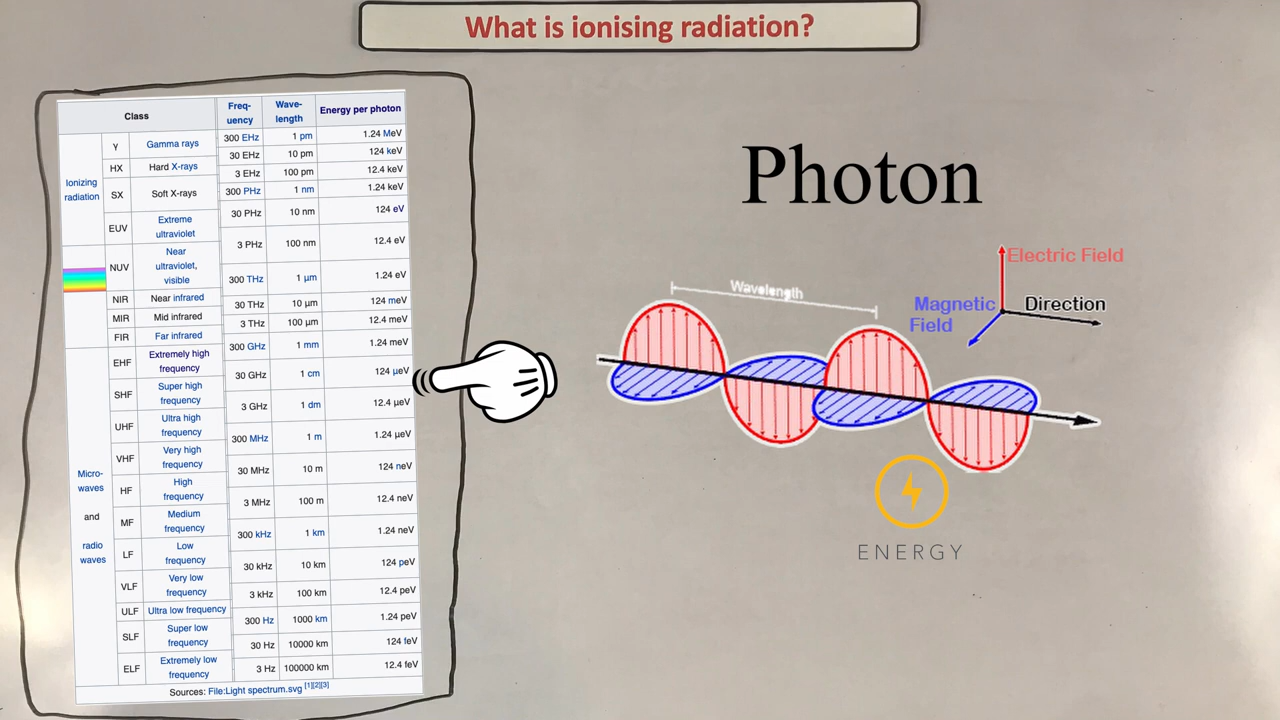 What is ionising radiation?
Class
Freq-
uency
Wave-
length
Energy per photon
Ionizing
radiation
Υ
Gamma rays
300 EHz
1 pm
1.24 MeV
30 EHz
10 pm
124 keV
HX
Hard X-rays
3 EHz
100 pm
12.4 keV
SX
Soft X-rays
300 PHz
1 nm
1.24 keV
30 PHz
10 nm
124 eV
EUV
Extreme
ultraviolet
3 PHz
100 nm
12.4 eV
NUV
Near
ultraviolet,
visible
300 THz
1 µm
1.24 eV
NIR
Near infrared
30 THz
10 µm
124 meV
MIR
Mid infrared
3 THz
100 µm
12.4 meV
FIR
Far infrared
300 GHz
1 mm
1.24 meV
Micro-
waves
and
radio
waves
EHF
Extremely high
frequency
30 GHz
1 cm
124 µeV
SHF
Super high
frequency
3 GHz
1 dm
12.4 µeV
UHF
Ultra high
frequency
300 MHz
1 m
1.24 µeV
VHF
Very high
frequency
30 MHz
10 m
124 neV
HF
High
frequency
3 MHz
100 m
12.4 neV
MF
Medium
frequency
300 kHz
1 km
1.24 neV
LF
Low
frequency
30 kHz
10 km
124 peV
VLF
Very low
frequency
3 kHz
100 km
12.4 peV
ULF
Ultra low frequency
300 Hz
1000 km
1.24 peV
SLF
Super low
frequency
30 Hz
10000 km
124 feV
ELF
Extremely low
frequency
3 Hz
100000 km
12.4 feV
Sources: File:Light spectrum.svg [1][2][3]
Photon
Electric Field
Wavelength
Magnetic
Field
Direction
ENERGY